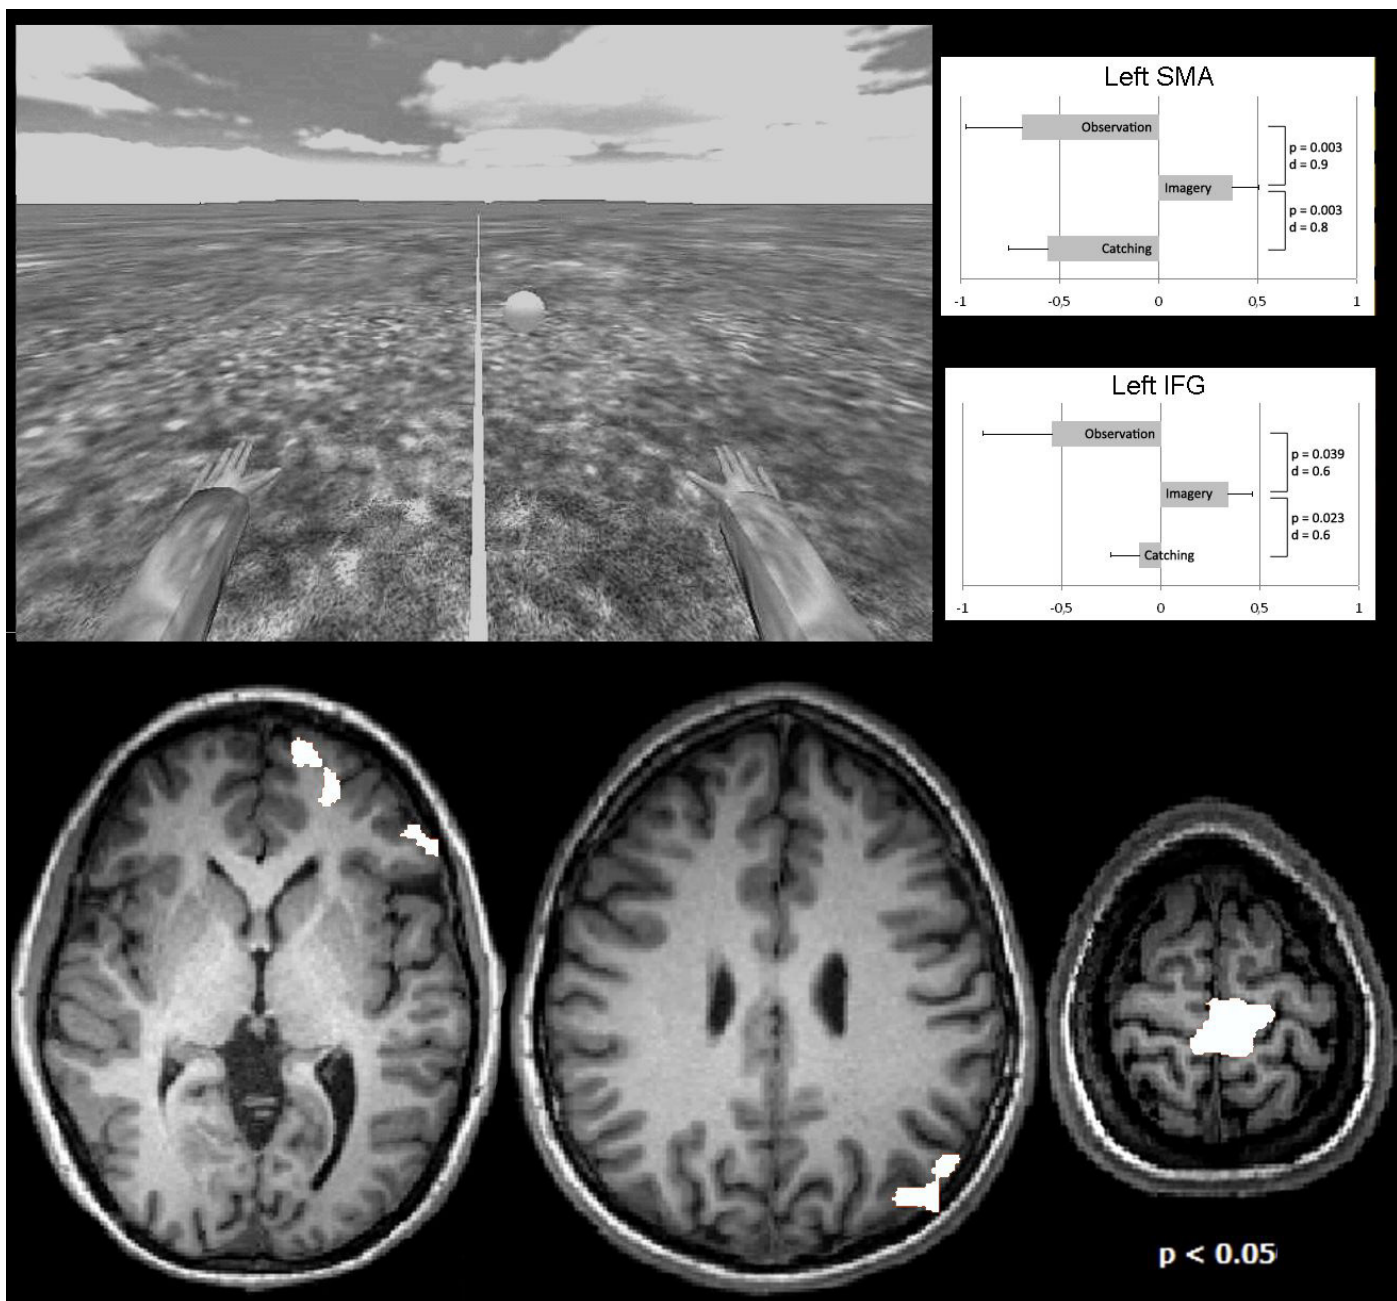 Left SMA
Observation
p = 0.003
d = 0.9
Imagery
p = 0.003
d = 0.8
Catching
-1 -0,5 0 0,5 1
Left IFG
Observation
p = 0.039
d = 0.6
Imagery
p = 0.023
d = 0.6
Catching
-1 -0,5 0 0,5 1
p < 0.05